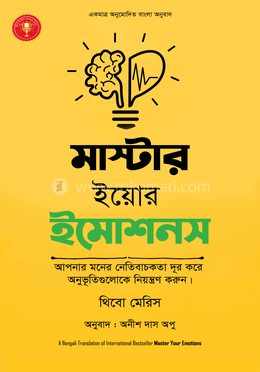 একমাত্র অনুমোদিত বাংলা অনুবাদ
মাস্টার
ইয়োর
ইমোশনস
আপনার মনের নেতিবাচকতা দূর করে
অনুভূতিগুলোকে নিয়ন্ত্রণ করুন।
থিবো মেরিস
অনুবাদ : অনীশ দাস অপু
A Bengali Translation of International Bestseller Master Your Emotions